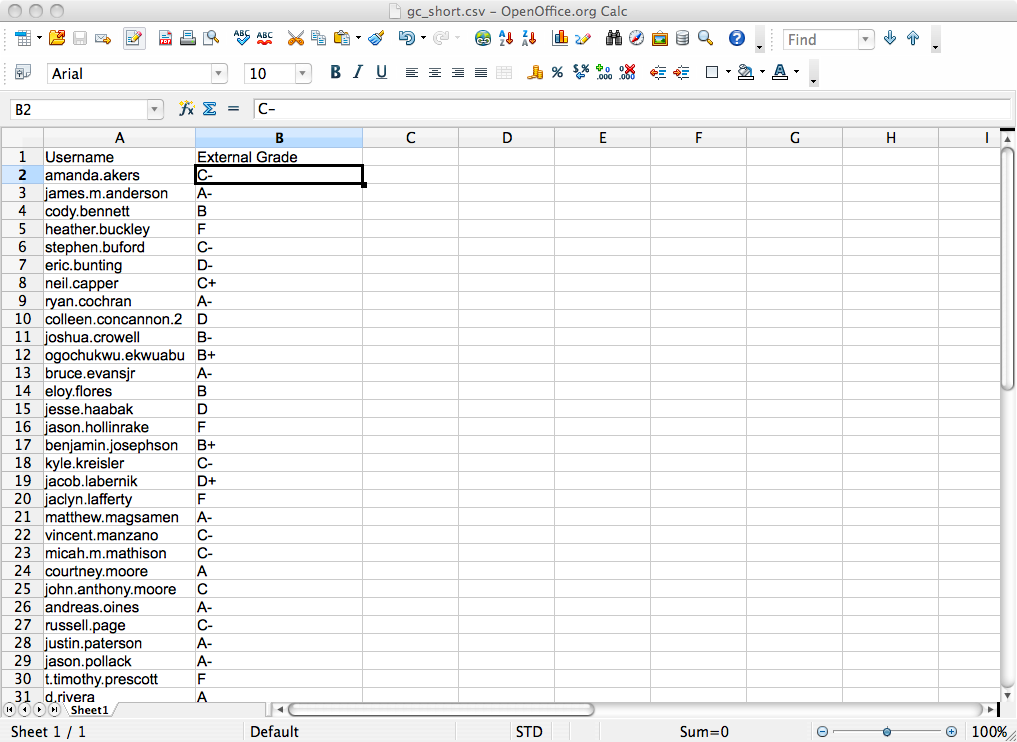 gc_short.csv – OpenOffice.org Calc
ABC ABC A Z Z A ? Find
Arial 10 B I U % $% .000 .000 A
B2 fx Σ = C-
A B C D E F G H I
1 Username External Grade
2 amanda.akers C-
3 james.m.anderson A-
4 cody.bennett B
5 heather.buckley F
6 stephen.buford C-
7 eric.bunting D-
8 neil.capper C+
9 ryan.cochran A-
10 colleen.concannon.2 D
11 joshua.crowell B-
12 ogochukwu.ekwuabu B+
13 bruce.evansjr A-
14 eloy.flores B
15 jesse.haabak D
16 jason.hollinrake F
17 benjamin.josephson B+
18 kyle.kreisler C-
19 jacob.labernik D+
20 jaclyn.lafferty F
21 matthew.magsamen A-
22 vincent.manzano C-
23 micah.m.mathison C-
24 courtney.moore A
25 john.anthony.moore C
26 andreas.oines A-
27 russell.page C-
28 justin.paterson A-
29 jason.pollack A-
30 t.timothy.prescott F
31 d.rivera A
Sheet1
Sheet 1 / 1 Default STD Sum=0 100%